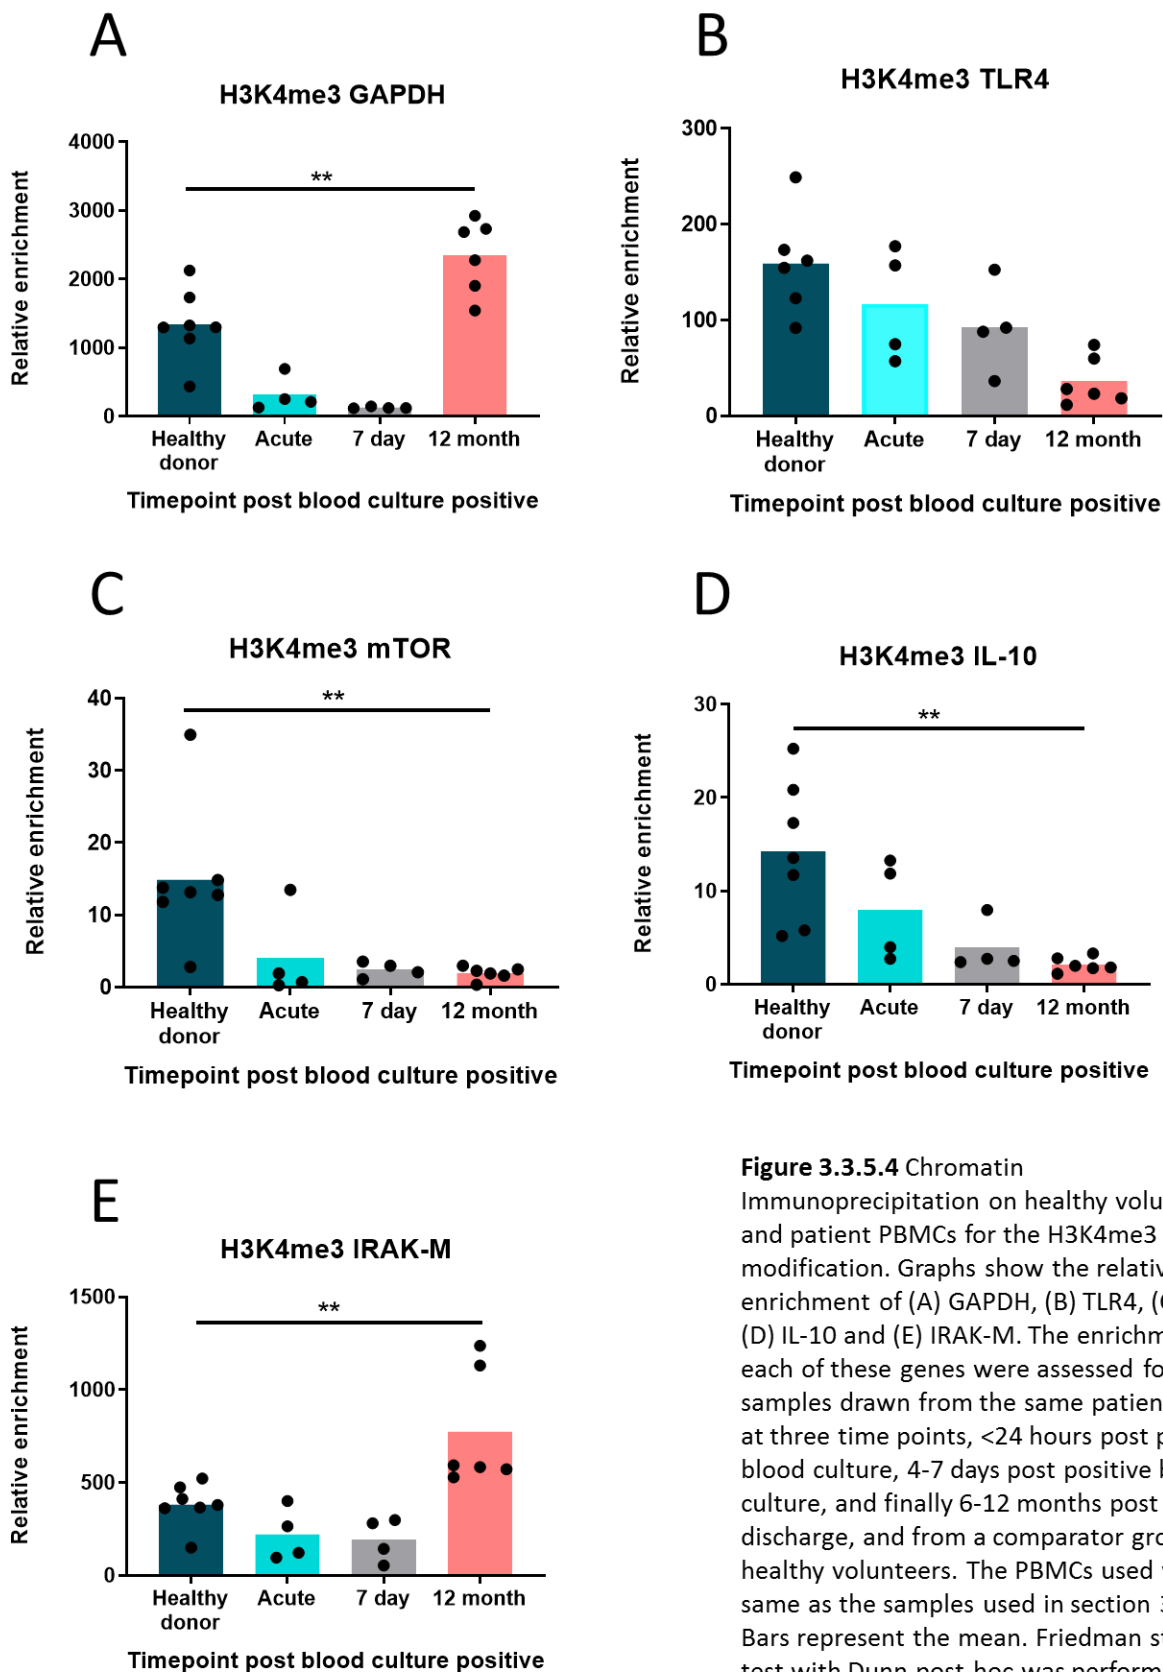 A
H3K4me3 GAPDH
**
Relative enrichment
4000
3000
2000
1000
0
Healthy donor
Acute
7 day
12 month
Timepoint post blood culture positive
B
H3K4me3 TLR4
Relative enrichment
300
200
100
0
Healthy donor
Acute
7 day
12 month
Timepoint post blood culture positive
C
H3K4me3 mTOR
**
Relative enrichment
40
30
20
10
0
Healthy donor
Acute
7 day
12 month
Timepoint post blood culture positive
D
H3K4me3 IL-10
**
Relative enrichment
30
20
10
0
Healthy donor
Acute
7 day
12 month
Timepoint post blood culture positive
E
H3K4me3 IRAK-M
**
Relative enrichment
1500
1000
500
0
Healthy donor
Acute
7 day
12 month
Timepoint post blood culture positive
Figure 3.3.5.4 Chromatin
Immunoprecipitation on healthy
and patient PBMCs for the H3K4me3
modification. Graphs show the
enrichment of (A) GAPDH, (B) TLR4,
(D) IL-10 and (E) IRAK-M. The
each of these genes were assessed
samples drawn from the same
at three time points, <24 hours post
blood culture, 4-7 days post positive
culture, and finally 6-12 months post
discharge, and from a comparator
healthy volunteers. The PBMCs used
same as the samples used in section
Bars represent the mean. Friedman
test with Dunn post-hoc was